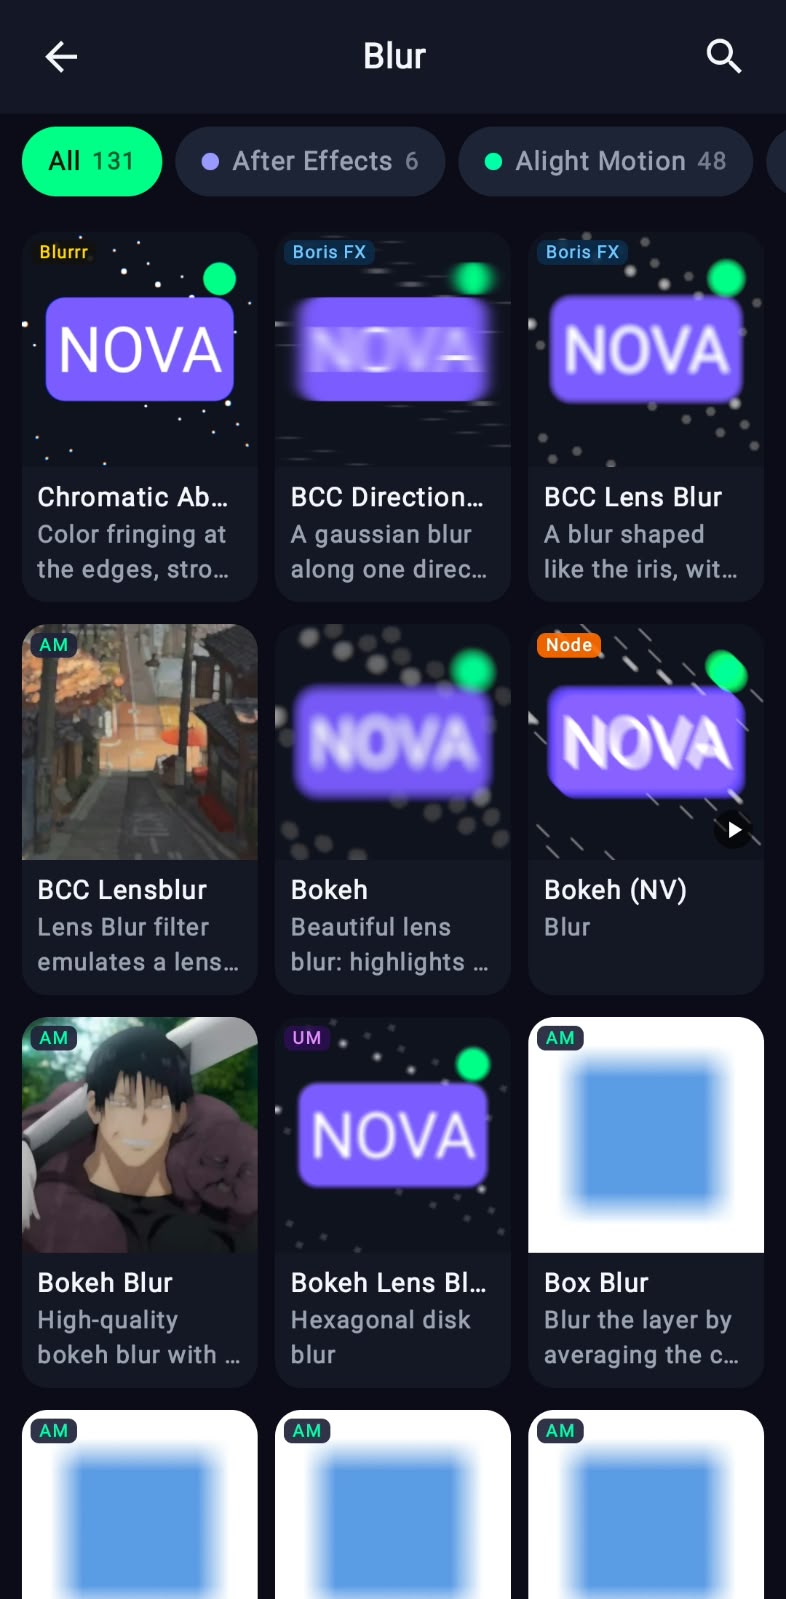 Blur
All 131
After Effects 6
Alight Motion 48
Blurrr
NOVA
Chromatic Ab...
Color fringing at
the edges, stro...
Boris FX
NOVA
BCC Direction...
A gaussian blur
along one direc...
Boris FX
NOVA
BCC Lens Blur
A blur shaped
like the iris, wit...
AM
BCC Lensblur
Lens Blur filter
emulates a lens...
NOVA
Bokeh
Beautiful lens
blur: highlights ...
Node
NOVA
Bokeh (NV)
Blur
AM
Bokeh Blur
High-quality
bokeh blur with ...
UM
NOVA
Bokeh Lens Bl...
Hexagonal disk
blur
AM
Box Blur
Blur the layer by
averaging the c...
AM
AM
AM